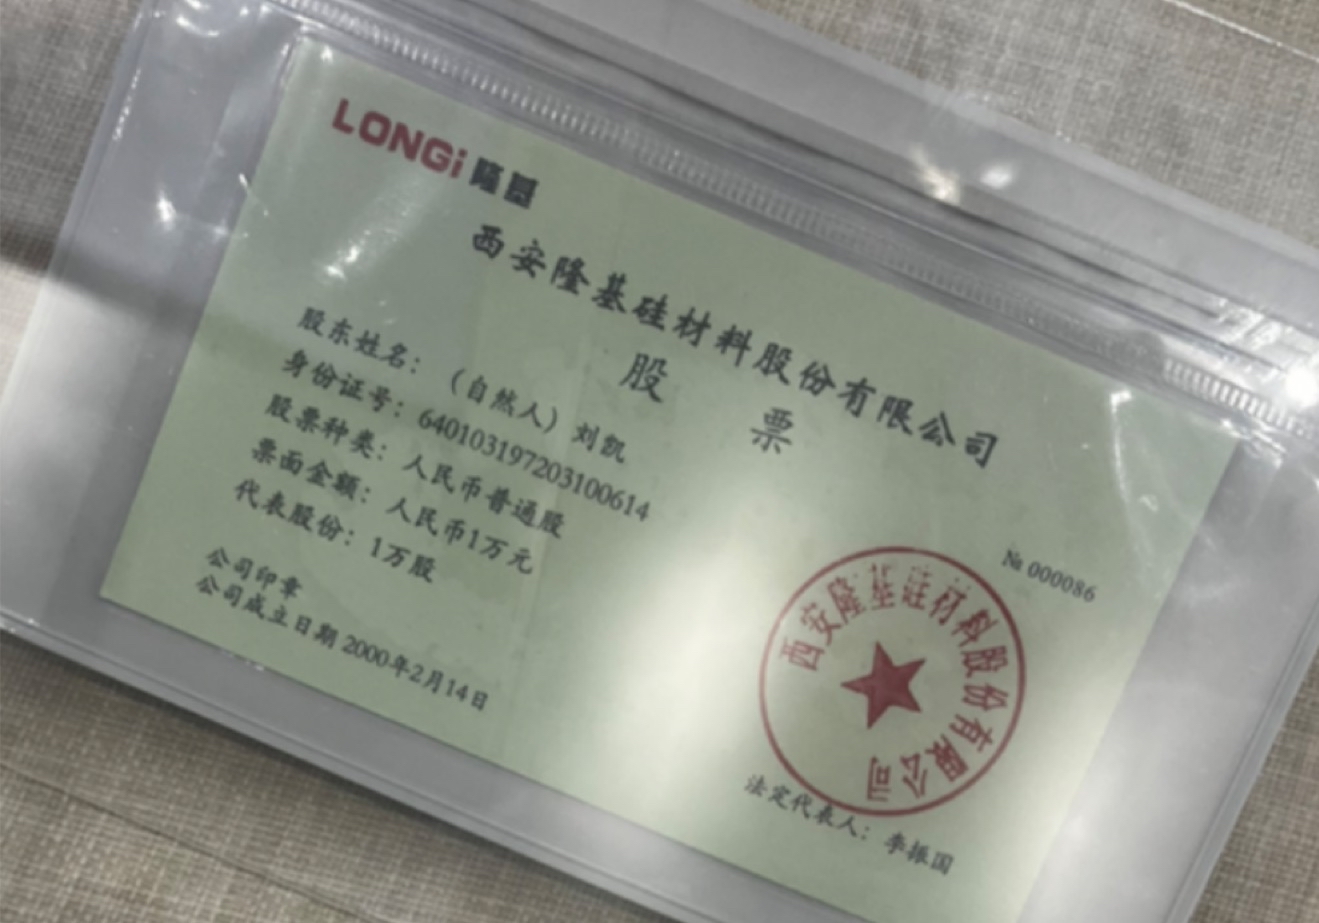 LONGi 隆基
西安隆基硅材料股份有限公司
股 票
股东姓名：（自然人）刘凯
身份证号：640103197203100614
股票种类：人民币普通股
票面金额：人民币1万元
代表股份：1万股
№ 000086
公司印章
公司成立日期 2000年2月14日
西安隆基硅材料股份有限公司
法定代表人：李振国